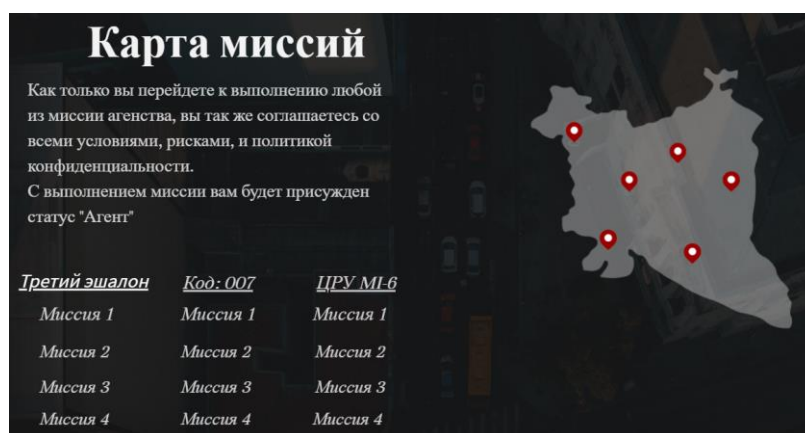 Карта миссий
Как только вы перейдете к выполнению любой
из миссии агенства, вы так же соглашаетесь со
всеми условиями, рисками, и политикой
конфиденциальности.
С выполнением миссии вам будет присужден
статус "Агент"
Третий эшалон Код: 007 ЦРУ MI-6
Миссия 1 Миссия 1 Миссия 1
Миссия 2 Миссия 2 Миссия 2
Миссия 3 Миссия 3 Миссия 3
Миссия 4 Миссия 4 Миссия 4